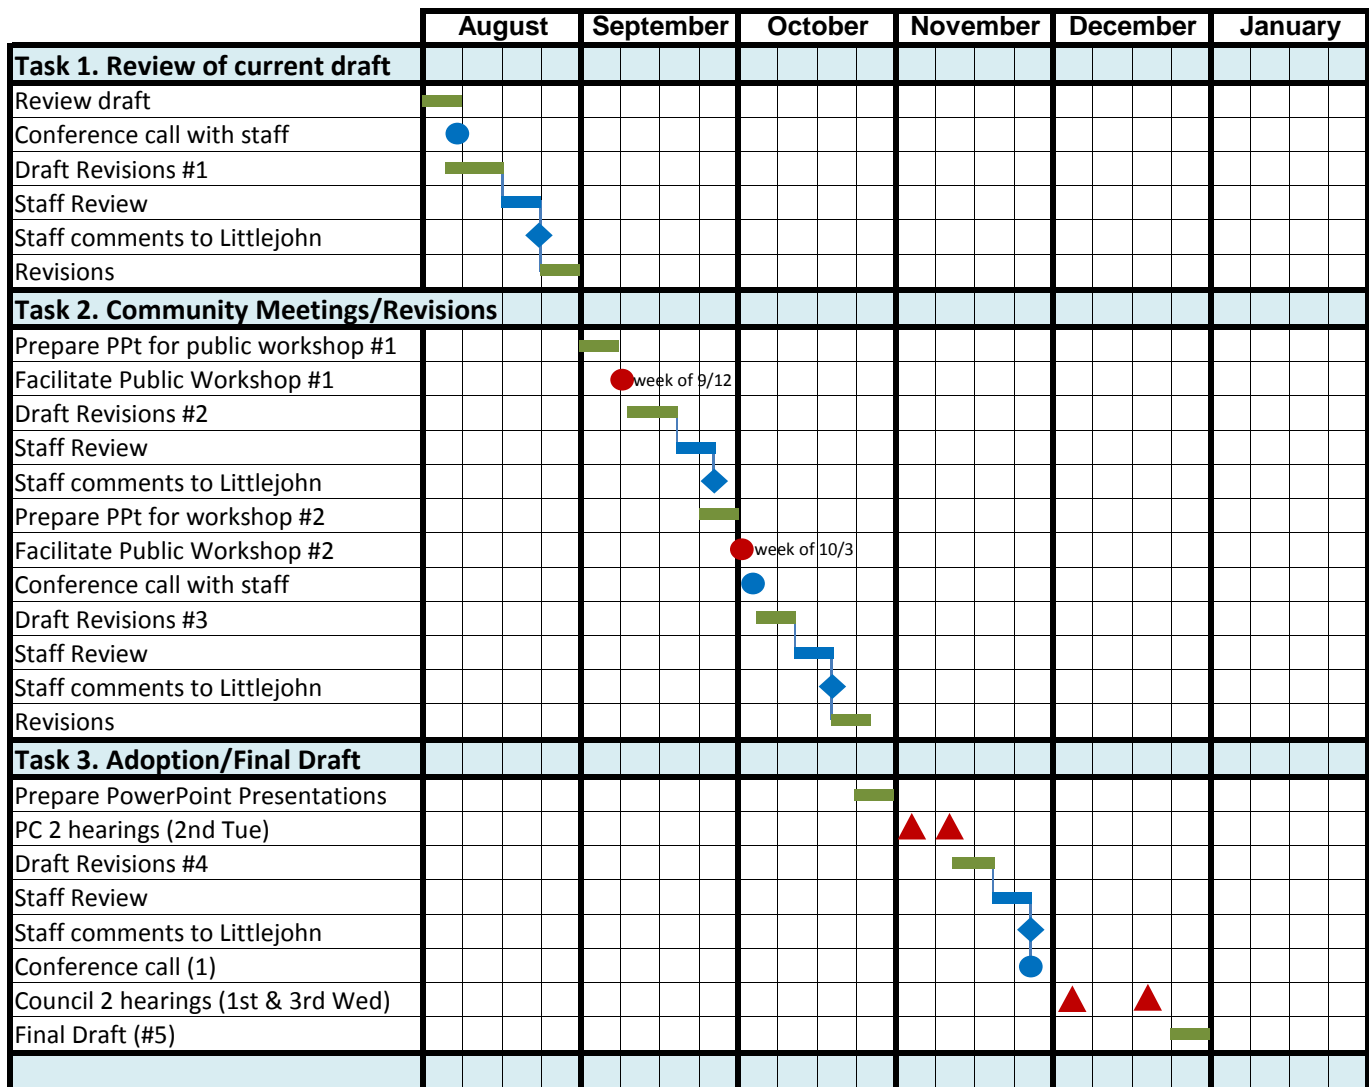 August September October November December January
Task 1. Review of current draft
Review draft
Conference call with staff
Draft Revisions #1
Staff Review
Staff comments to Littlejohn
Revisions
Task 2. Community Meetings/Revisions
Prepare PPt for public workshop #1
Facilitate Public Workshop #1 week of 9/12
Draft Revisions #2
Staff Review
Staff comments to Littlejohn
Prepare PPt for workshop #2
Facilitate Public Workshop #2 week of 10/3
Conference call with staff
Draft Revisions #3
Staff Review
Staff comments to Littlejohn
Revisions
Task 3. Adoption/Final Draft
Prepare PowerPoint Presentations
PC 2 hearings (2nd Tue)
Draft Revisions #4
Staff Review
Staff comments to Littlejohn
Conference call (1)
Council 2 hearings (1st & 3rd Wed)
Final Draft (#5)